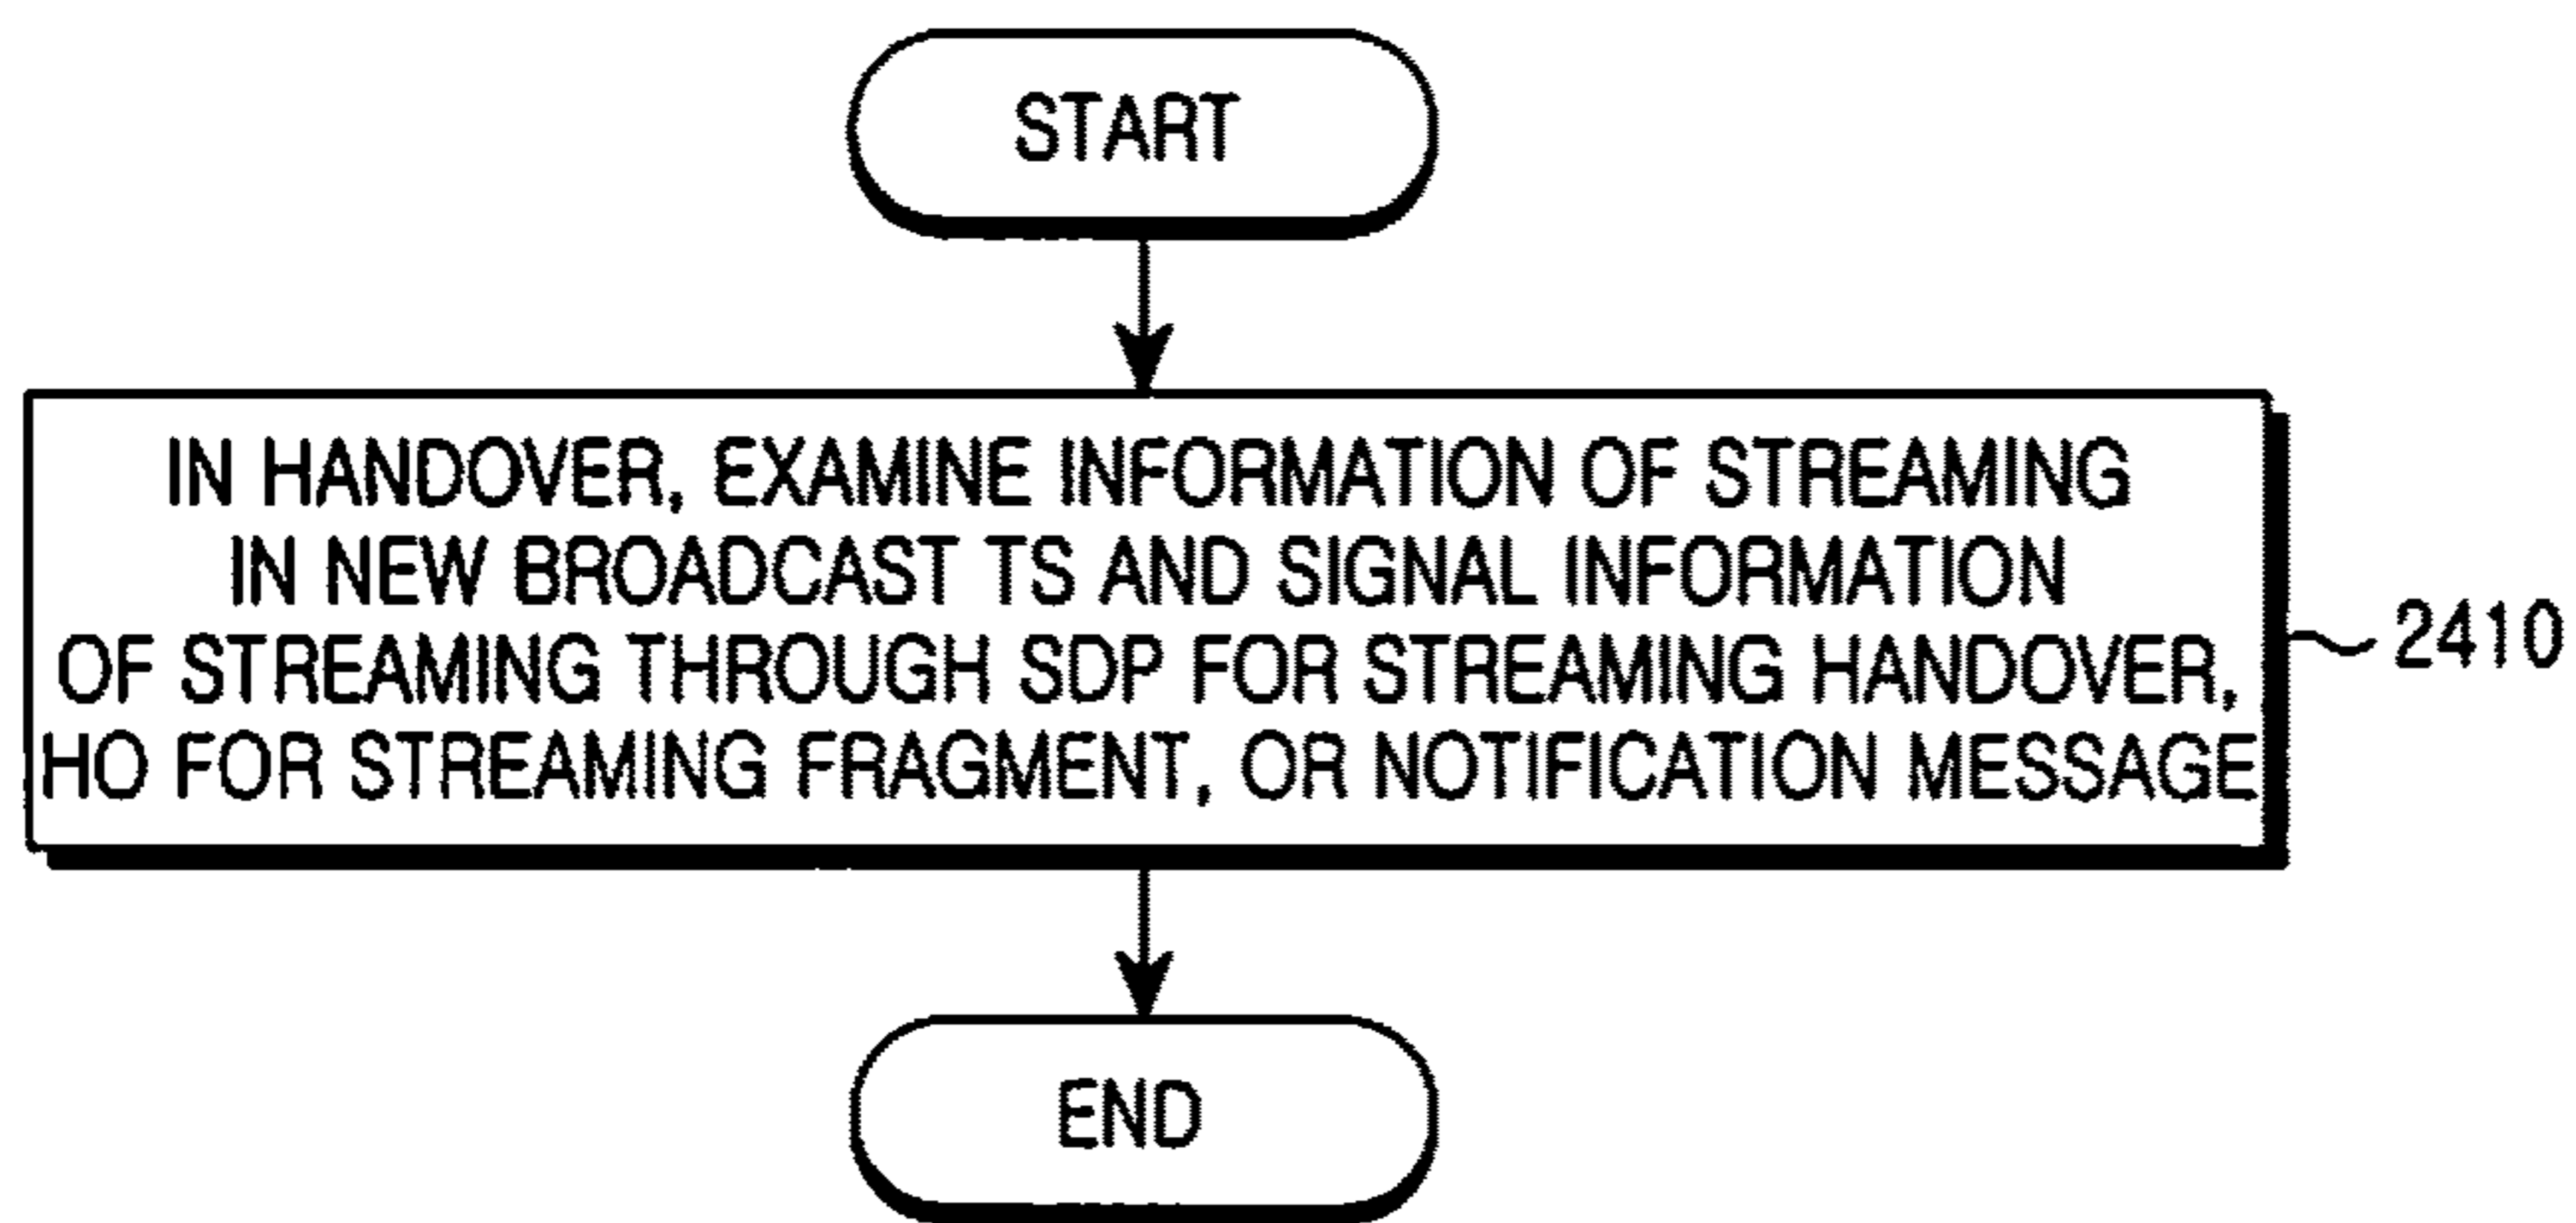 START
IN HANDOVER, EXAMINE INFORMATION OF STREAMING
IN NEW BROADCAST TS AND SIGNAL INFORMATION
OF STREAMING THROUGH SDP FOR STREAMING HANDOVER,
HO FOR STREAMING FRAGMENT, OR NOTIFICATION MESSAGE
2410
END